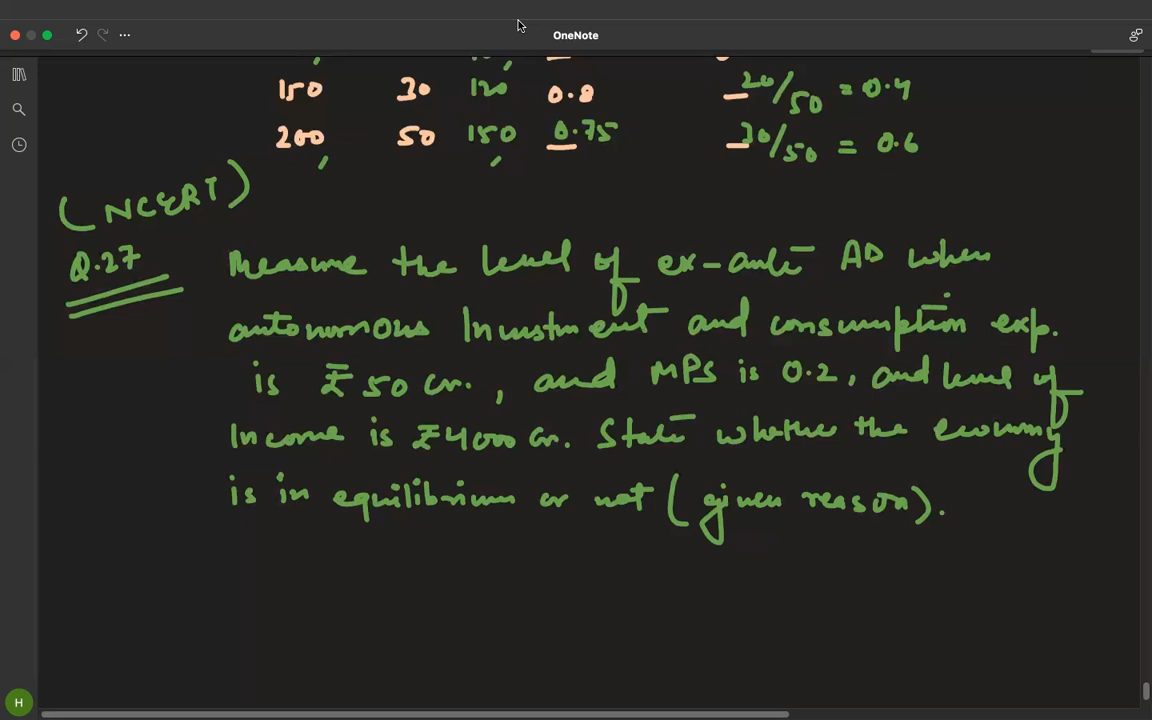 OneNote
150 30 120 0.8 20/50 = 0.4
200 50 150 0.75 30/50 = 0.6
(NCERT)
Q.27 Measure the level of ex-ante AD when
autonomous Investment and consumption exp.
is ₹50 cr., and MPS is 0.2, and level of
Income is ₹4000 cr. State whether the economy
is in equilibrium or not (given reason).
H